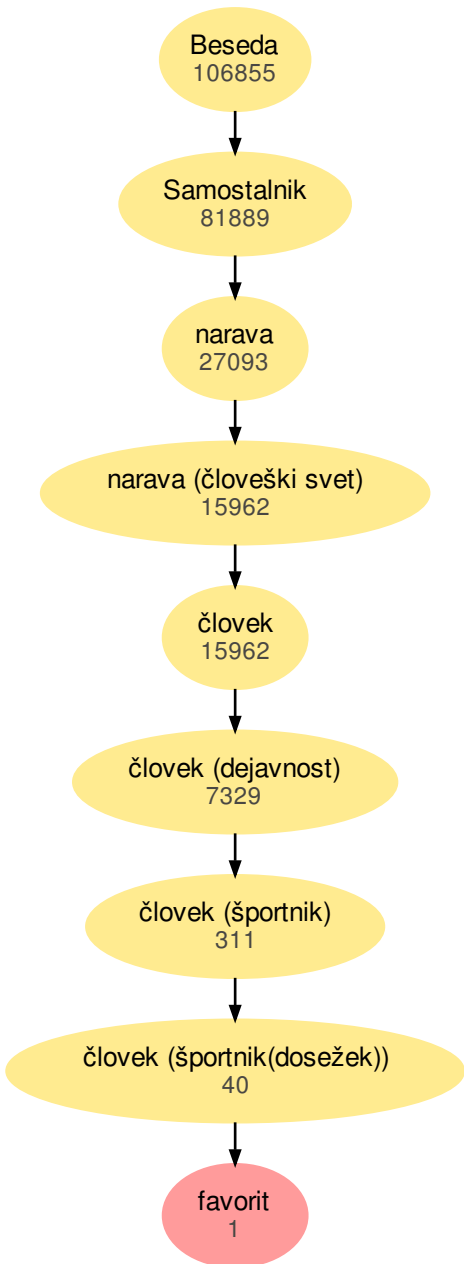 Beseda
106855
Samostalnik
81889
narava
27093
narava (človeški svet)
15962
človek
15962
človek (dejavnost)
7329
človek (športnik)
311
človek (športnik(dosežek))
40
favorit
1